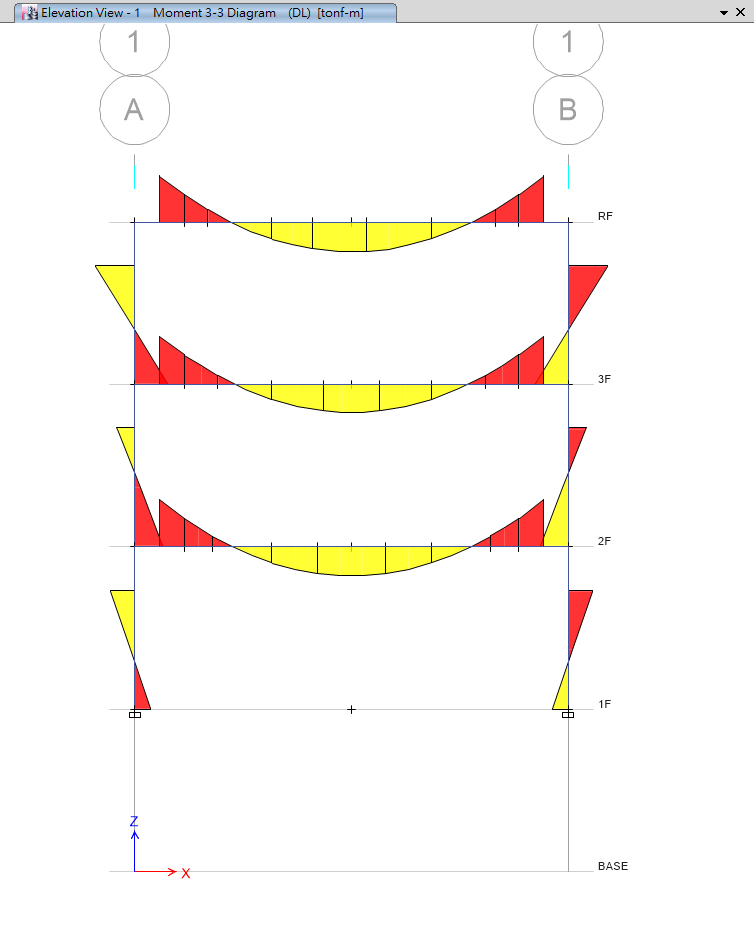 Elevation View - 1 Moment 3-3 Diagram (DL) [tonf-m]
1 1
A B
RF
3F
2F
1F
Z
X
BASE